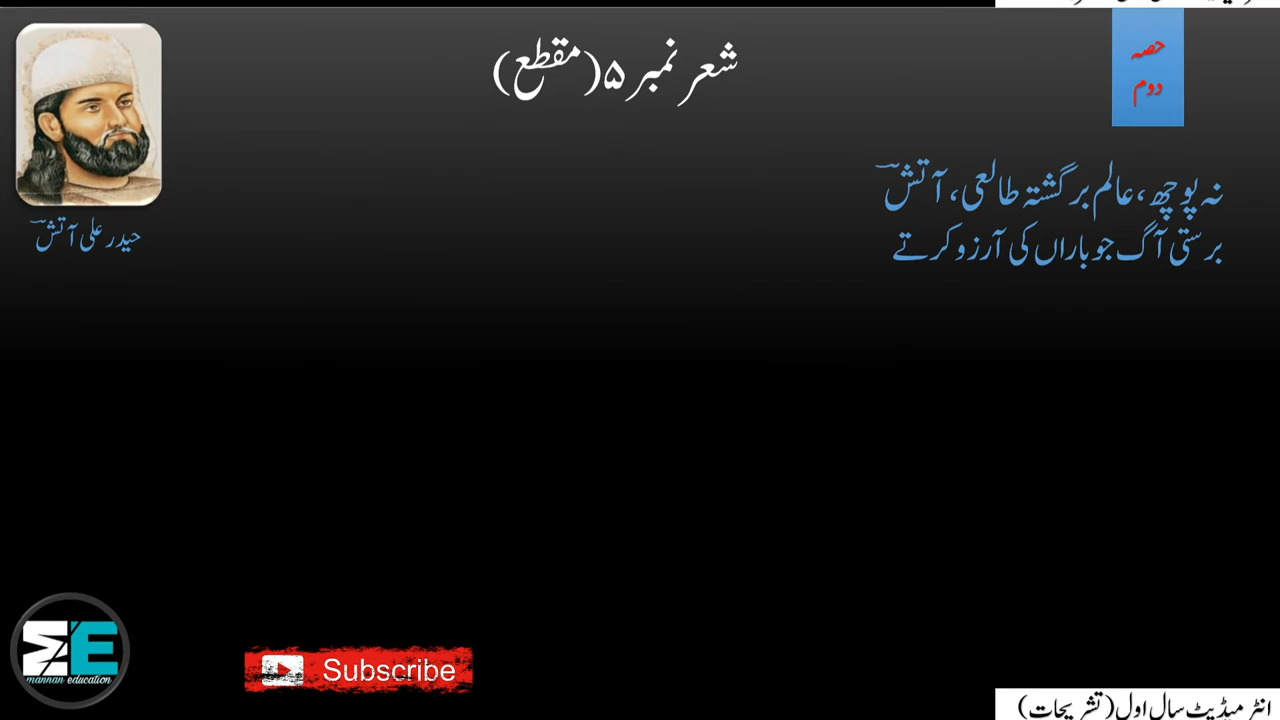 شعر نمبر ۵ (مقطع)
حصہ
دوم
نہ پوچھ، عالم برگشتہ طالعی، آتشؔ
برستی آگ جو باراں کی آرزو کرتے
حیدر علی آتشؔ
mannan education
Subscribe
انٹرمیڈیٹ سال اول (تشریحات)